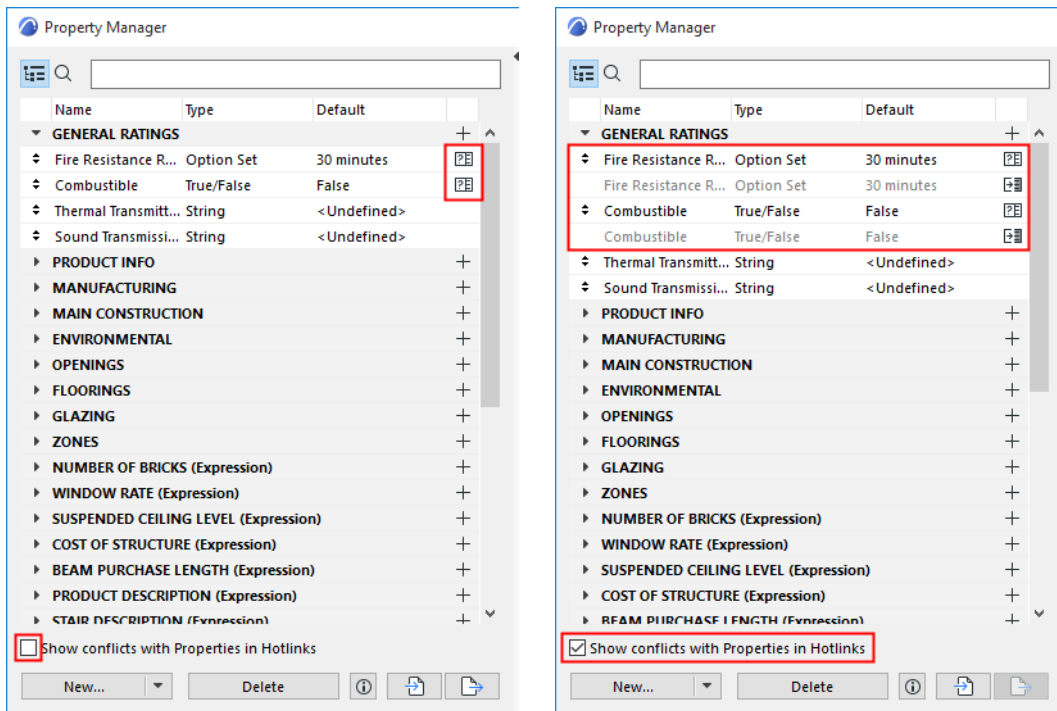 Property Manager
Name Type Default
GENERAL RATINGS
Fire Resistance R... Option Set 30 minutes
Combustible True/False False
Thermal Transmitt... String <Undefined>
Sound Transmissi... String <Undefined>
PRODUCT INFO
MANUFACTURING
MAIN CONSTRUCTION
ENVIRONMENTAL
OPENINGS
FLOORINGS
GLAZING
ZONES
NUMBER OF BRICKS (Expression)
WINDOW RATE (Expression)
SUSPENDED CEILING LEVEL (Expression)
COST OF STRUCTURE (Expression)
BEAM PURCHASE LENGTH (Expression)
PRODUCT DESCRIPTION (Expression)
STAIR DESCRIPTION (Expression)
Show conflicts with Properties in Hotlinks
New... Delete
Property Manager
Name Type Default
GENERAL RATINGS
Fire Resistance R... Option Set 30 minutes
Fire Resistance R... Option Set 30 minutes
Combustible True/False False
Combustible True/False False
Thermal Transmitt... String <Undefined>
Sound Transmissi... String <Undefined>
PRODUCT INFO
MANUFACTURING
MAIN CONSTRUCTION
ENVIRONMENTAL
OPENINGS
FLOORINGS
GLAZING
ZONES
NUMBER OF BRICKS (Expression)
WINDOW RATE (Expression)
SUSPENDED CEILING LEVEL (Expression)
COST OF STRUCTURE (Expression)
BEAM PURCHASE LENGTH (Expression)
Show conflicts with Properties in Hotlinks
New... Delete